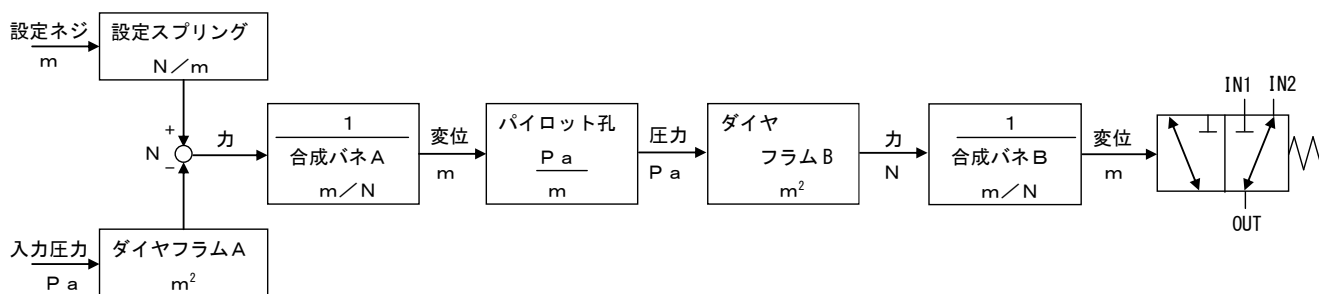 設定ネジ
m
設定スプリング
N/m
+
N
−
力
1
合成バネA
m/N
変位
m
パイロット孔
Pa
m
圧力
Pa
ダイヤ
フラムB
m²
力
N
1
合成バネB
m/N
変位
m
IN1 IN2
OUT
入力圧力
Pa
ダイヤフラムA
m²